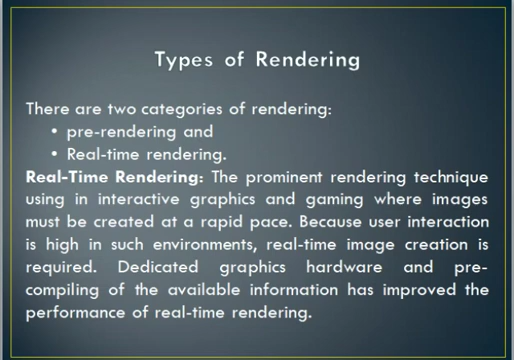 Types of Rendering
There are two categories of rendering:
• pre-rendering and
• Real-time rendering.
Real-Time Rendering: The prominent rendering technique
using in interactive graphics and gaming where images
must be created at a rapid pace. Because user interaction
is high in such environments, real-time image creation is
required. Dedicated graphics hardware and pre-
compiling of the available information has improved the
performance of real-time rendering.